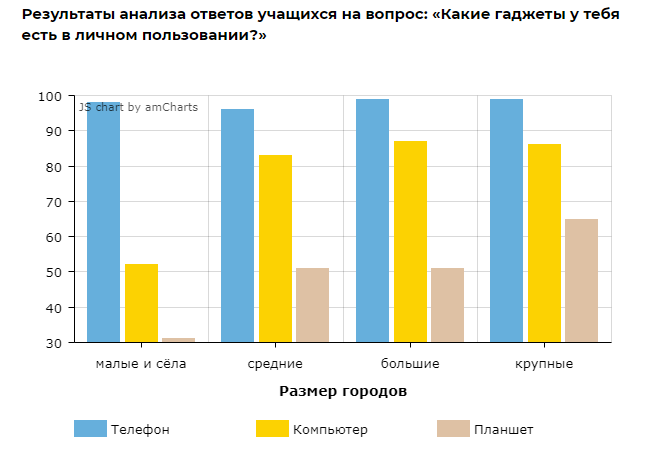 Результаты анализа ответов учащихся на вопрос: «Какие гаджеты у тебя
есть в личном пользовании?»
JS chart by amCharts
100
90
80
70
60
50
40
30
малые и сёла средние большие крупные
Размер городов
Телефон Компьютер Планшет